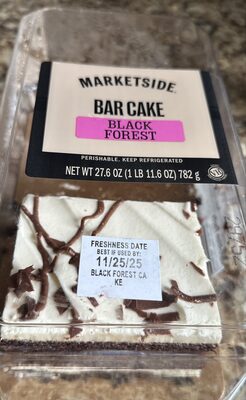 MARKETSIDE
BAR CAKE
BLACK
FOREST
PERISHABLE. KEEP REFRIGERATED
NET WT 27.6 OZ (1 LB 11.6 OZ) 782 g
FRESHNESS DATE
BEST IF USED BY:
11/25/25
BLACK FOREST CA
KE